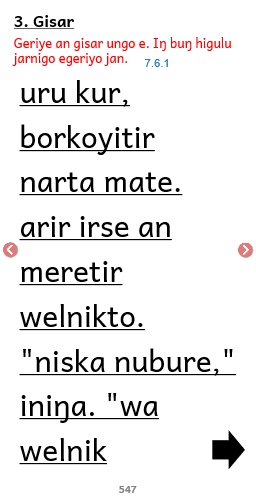 3. Gisar
Geriye an gisar ungo e. Iŋ buŋ higulu
jarnigo egeriyo jan.
7.6.1
uru kur,
borkoyitir
narta mate.
arir irse an
meretir
welnikto.
"niska nubure,"
iniŋa. "wa
welnik
547